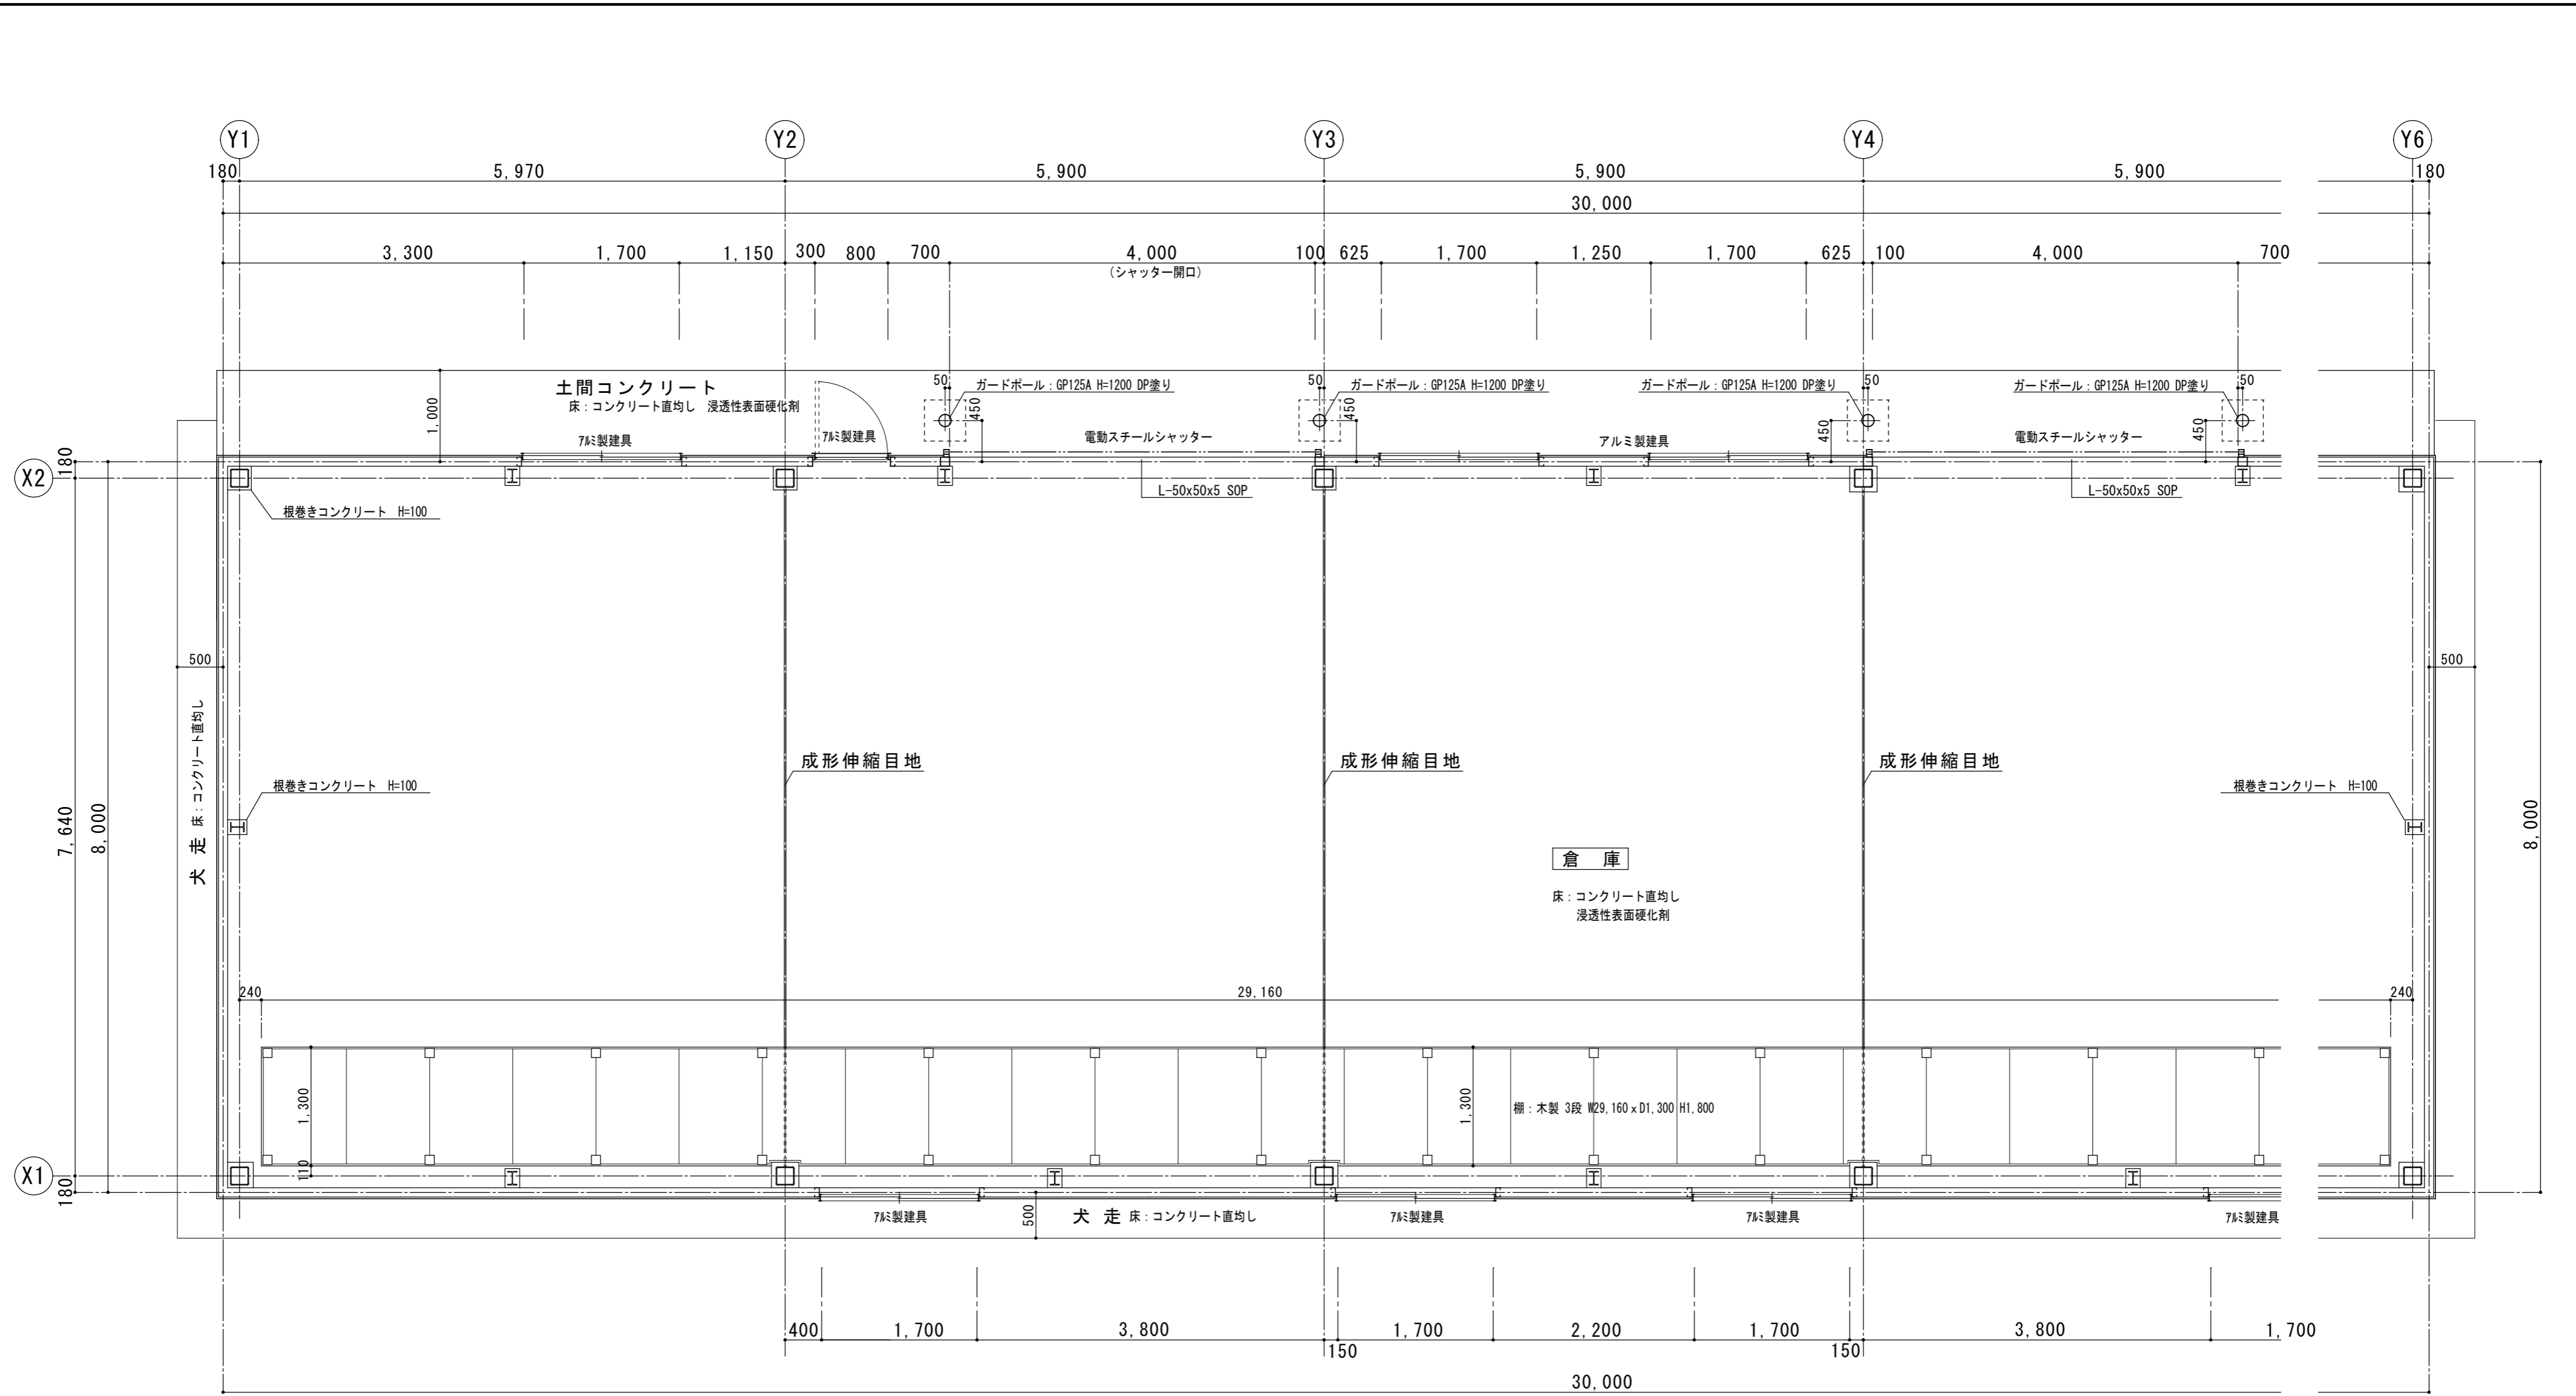 Y1 Y2 Y3 Y4 Y6
180 5,970 5,900 5,900 5,900 180
30,000
3,300 1,700 1,150 300 800 700 4,000 100 625 1,700 1,250 1,700 625 100 4,000 700
(シャッター開口)
土間コンクリート
床：コンクリート直均し　浸透性表面硬化剤
1,000
50 ガードポール：GP125A H=1200 DP塗り
50 ガードポール：GP125A H=1200 DP塗り
ガードポール：GP125A H=1200 DP塗り 50
ガードポール：GP125A H=1200 DP塗り 50
450 450 450 450
アルミ製建具
アルミ製建具
電動スチールシャッター
アルミ製建具
電動スチールシャッター
X2
180
L-50x50x5 SOP
L-50x50x5 SOP
根巻きコンクリート　H=100
500
500
犬 走 床：コンクリート直均し
成形伸縮目地
成形伸縮目地
成形伸縮目地
根巻きコンクリート　H=100
根巻きコンクリート　H=100
7,640
8,000
8,000
倉 庫
床：コンクリート直均し
浸透性表面硬化剤
240 29,160 240
1,300
1,300
棚：木製 3段 W29,160 x D1,300 H1,800
110
X1
180
アルミ製建具
500
犬 走 床：コンクリート直均し
アルミ製建具
アルミ製建具
アルミ製建具
400 1,700 3,800 1,700 2,200 1,700 3,800 1,700
150 150
30,000